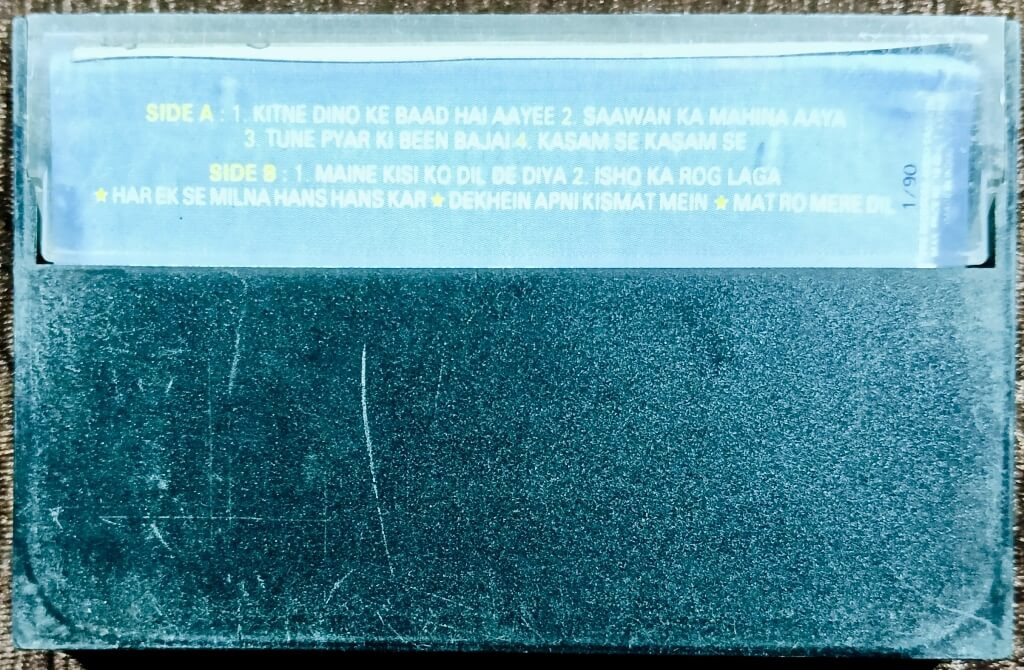 SIDE A : 1. KITNE DINO KE BAAD HAI AAYEE 2. SAAWAN KA MAHINA AAYA
3. TUNE PYAR KI BEEN BAJAI 4. KASAM SE KASAM SE
SIDE B : 1. MAINE KISI KO DIL DE DIYA 2. ISHQ KA ROG LAGA
★ HAR EK SE MILNA HANS HANS KAR ★ DEKHEIN APNI KISMAT MEIN ★ MAT RO MERE DIL
1/90